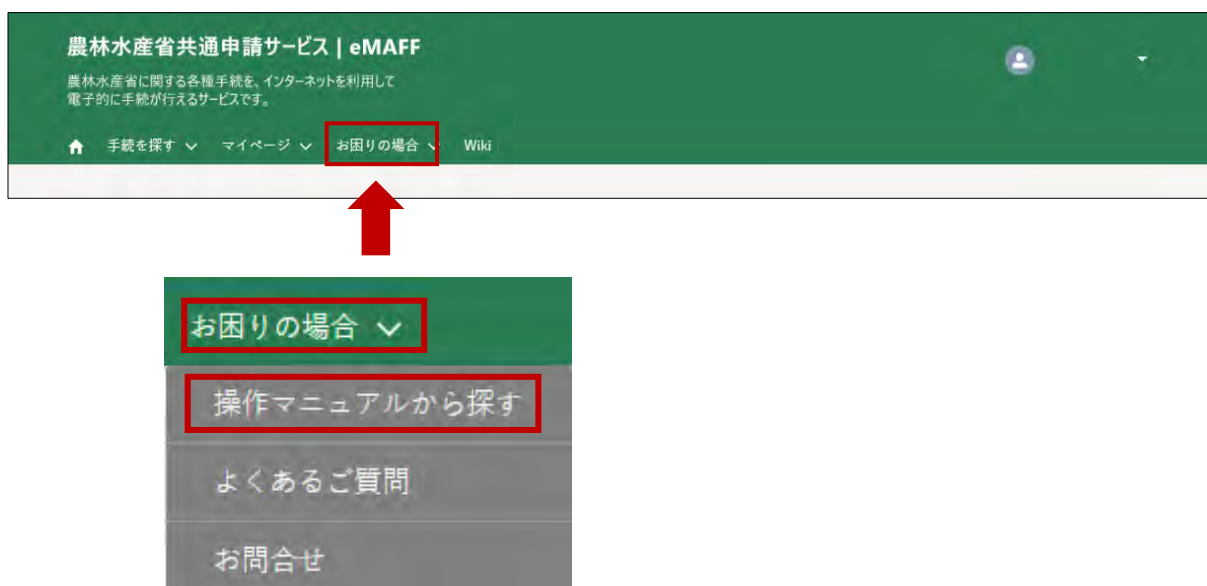 農林水産省共通申請サービス | eMAFF
農林水産省に関する各種手続を、インターネットを利用して
電子的に手続が行えるサービスです。
手続を探す マイページ お困りの場合 Wiki
お困りの場合
操作マニュアルから探す
よくあるご質問
お問合せ